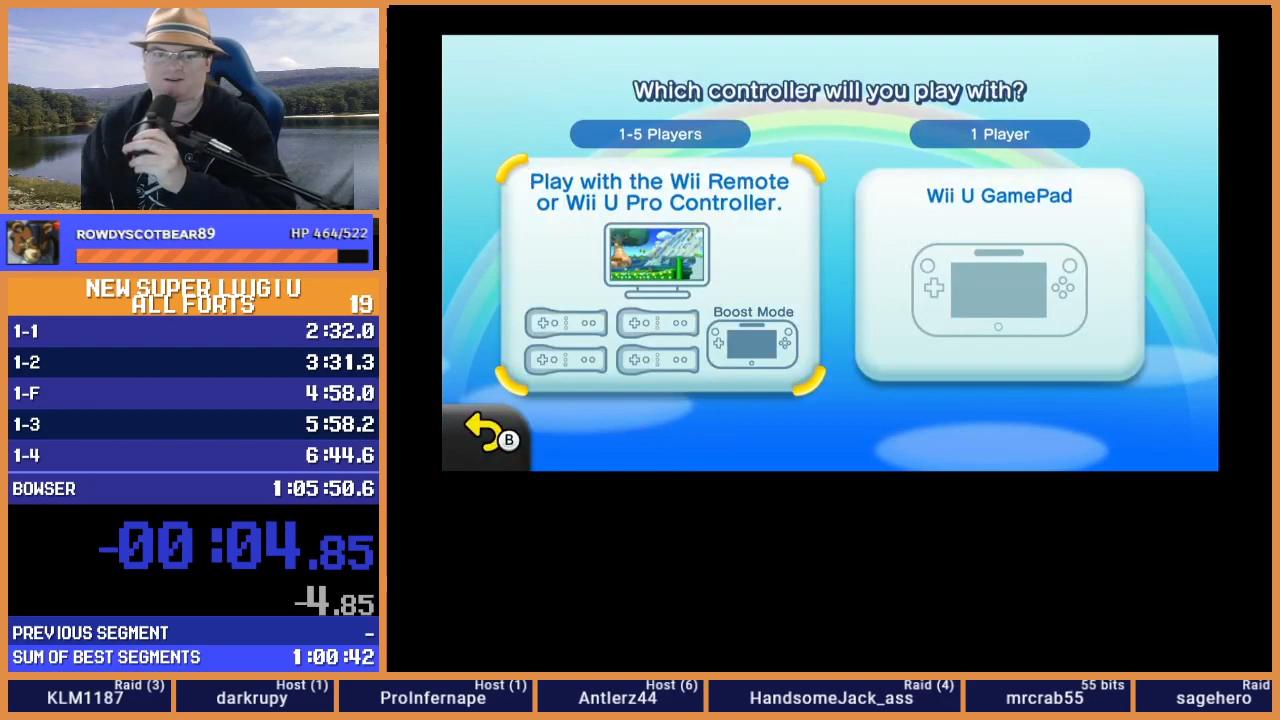 Which controller will you play with?
1-5 Players
1 Player
Play with the Wii Remote
or Wii U Pro Controller.
Wii U GamePad
Boost Mode
B
ROWDYSCOTBEAR89 HP 464/522
NEW SUPER LUIGI U
ALL FORTS 19
1-1 2:32.0
1-2 3:31.3
1-F 4:58.0
1-3 5:58.2
1-4 6:44.6
BOWSER 1:05:50.6
-00:04.85
-4.85
PREVIOUS SEGMENT -
SUM OF BEST SEGMENTS 1:00:42
Raid (3)
KLM1187
Host (1)
darkrupy
Host (1)
ProInfernape
Host (6)
Antlerz44
Raid (4)
HandsomeJack_ass
55 bits
mrcrab55
Raid
sagehero